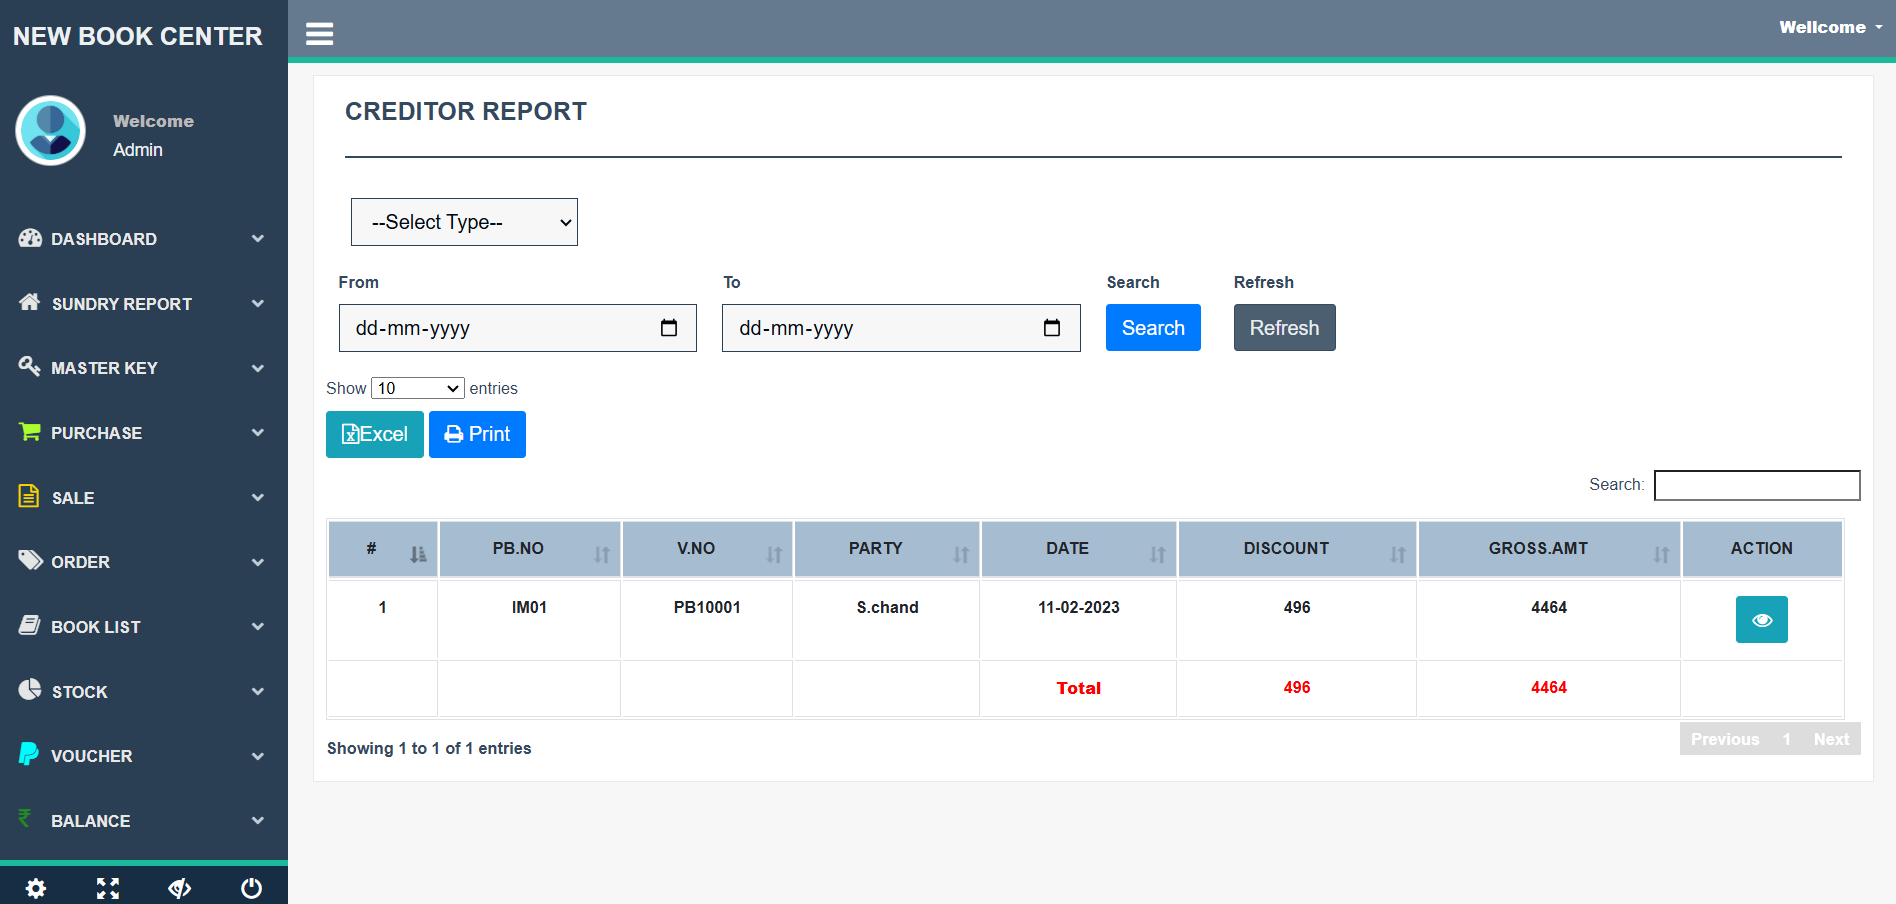 NEW BOOK CENTER
Wellcome
Welcome
Admin
DASHBOARD
SUNDRY REPORT
MASTER KEY
PURCHASE
SALE
ORDER
BOOK LIST
STOCK
VOUCHER
BALANCE
CREDITOR REPORT
--Select Type--
From To Search Refresh
dd-mm-yyyy dd-mm-yyyy Search Refresh
Show 10 entries
Excel Print
Search:
# PB.NO V.NO PARTY DATE DISCOUNT GROSS.AMT ACTION
1 IM01 PB10001 S.chand 11-02-2023 496 4464
Total 496 4464
Showing 1 to 1 of 1 entries
Previous 1 Next